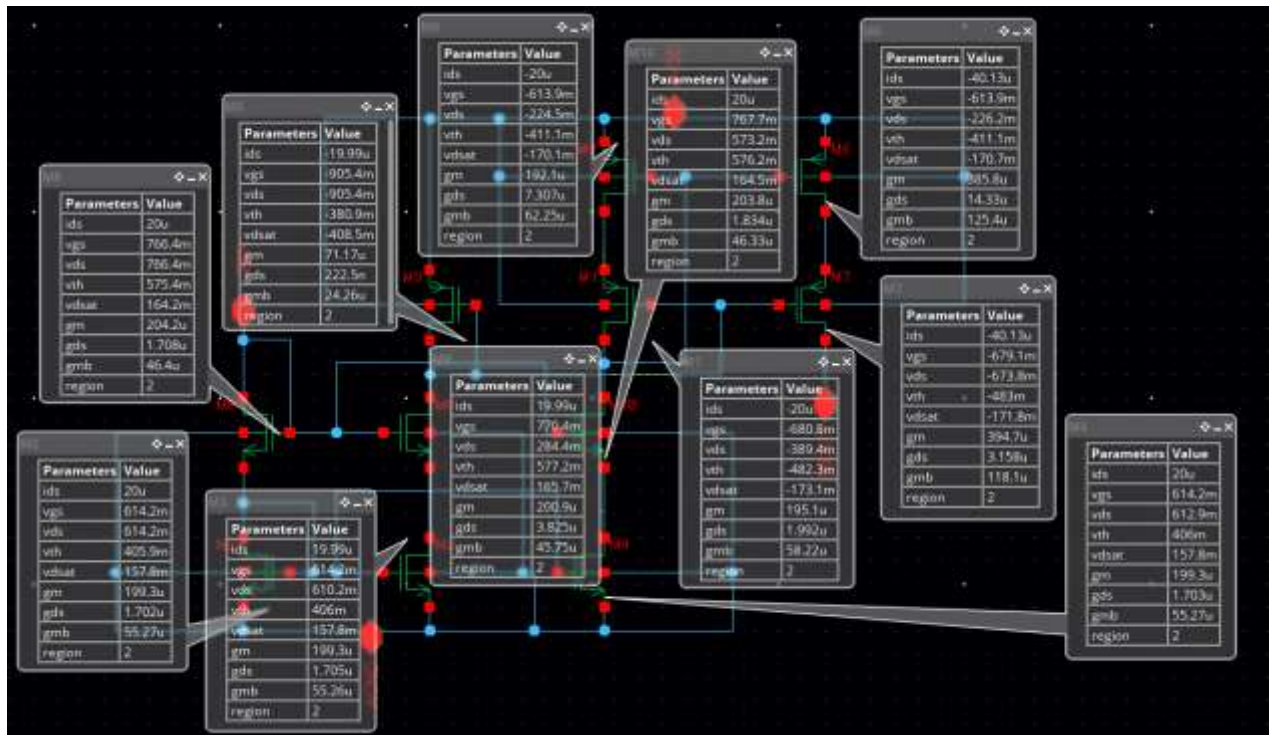 Parameters Value
ids -20u
vgs -613.9m
vds -224.5m
vth -411.1m
vdsat -170.1m
gm 192.1u
gds 7.307u
gmb 62.25u
region 2
Parameters Value
ids 20u
vgs 767.7m
vds 573.2m
vth 576.2m
vdsat 164.5m
gm 203.8u
gds 1.834u
gmb 46.33u
region 2
Parameters Value
ids -40.13u
vgs -613.9m
vds -226.2m
vth -411.1m
vdsat -170.7m
gm 385.8u
gds 14.33u
gmb 125.4u
region 2
Parameters Value
ids -19.99u
vgs -905.4m
vds -905.4m
vth -380.9m
vdsat -408.5m
gm 71.17u
gds 222.5n
gmb 24.26u
region 2
Parameters Value
ids 20u
vgs 766.4m
vds 786.4m
vth 575.4m
vdsat 164.2m
gm 204.2u
gds 1.708u
gmb 46.4u
region 2
Parameters Value
ids -40.13u
vgs -679.1m
vds -673.8m
vth -483m
vdsat -171.8m
gm 394.7u
gds 3.158u
gmb 118.1u
region 2
Parameters Value
ids 19.99u
vgs 770.4m
vds 284.4m
vth 577.2m
vdsat 165.7m
gm 200.9u
gds 3.825u
gmb 45.75u
region 2
Parameters Value
ids -20u
vgs -680.8m
vds -389.4m
vth -482.3m
vdsat -173.1m
gm 195.1u
gds 1.992u
gmb 58.22u
region 2
Parameters Value
ids 20u
vgs 614.2m
vds 612.9m
vth 406m
vdsat 157.8m
gm 199.3u
gds 1.703u
gmb 55.27u
region 2
Parameters Value
ids 20u
vgs 614.2m
vds 614.2m
vth 405.9m
vdsat 157.8m
gm 199.3u
gds 1.702u
gmb 55.27u
region 2
Parameters Value
ids 19.99u
vgs 614.2m
vds 610.2m
vth 406m
vdsat 157.8m
gm 199.3u
gds 1.705u
gmb 55.26u
region 2